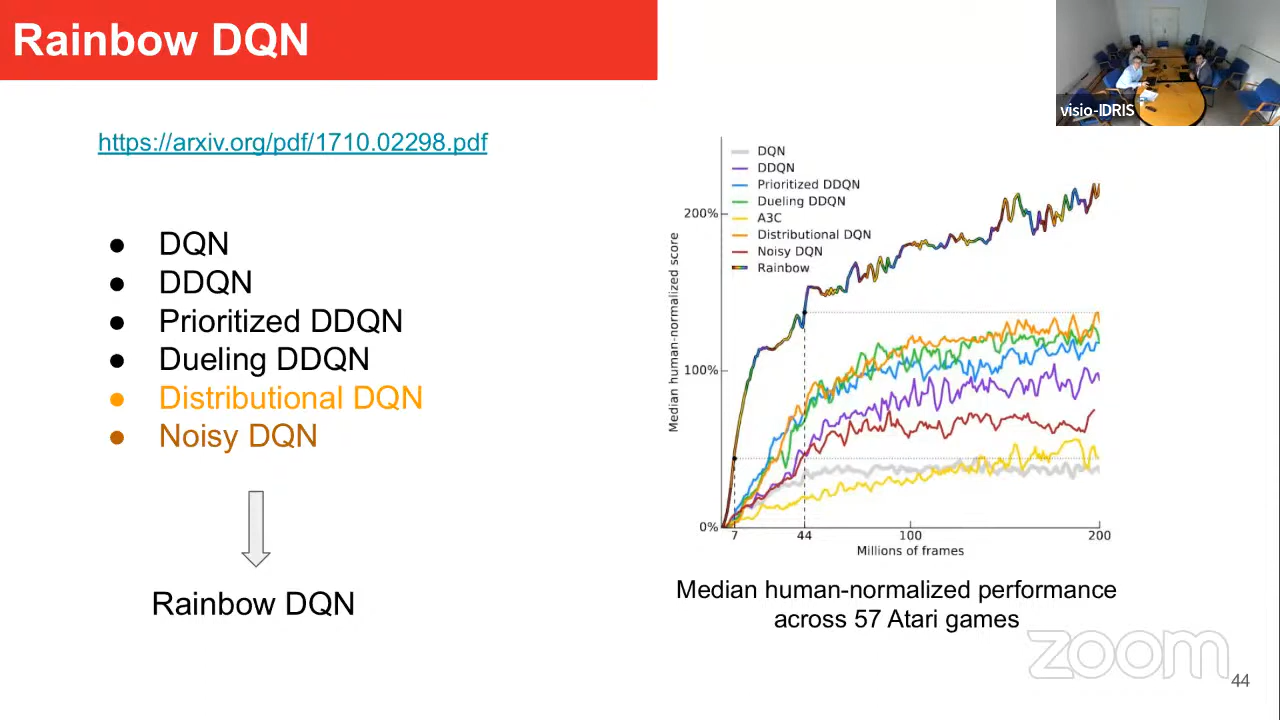 Rainbow DQN
visio-IDRIS
https://arxiv.org/pdf/1710.02298.pdf
● DQN
● DDQN
● Prioritized DDQN
● Dueling DDQN
● Distributional DQN
● Noisy DQN
Rainbow DQN
DQN
DDQN
Prioritized DDQN
Dueling DDQN
A3C
Distributional DQN
Noisy DQN
Rainbow
Median human-normalized score
200%
100%
0%
7 44 100 200
Millions of frames
Median human-normalized performance
across 57 Atari games
zoom
44